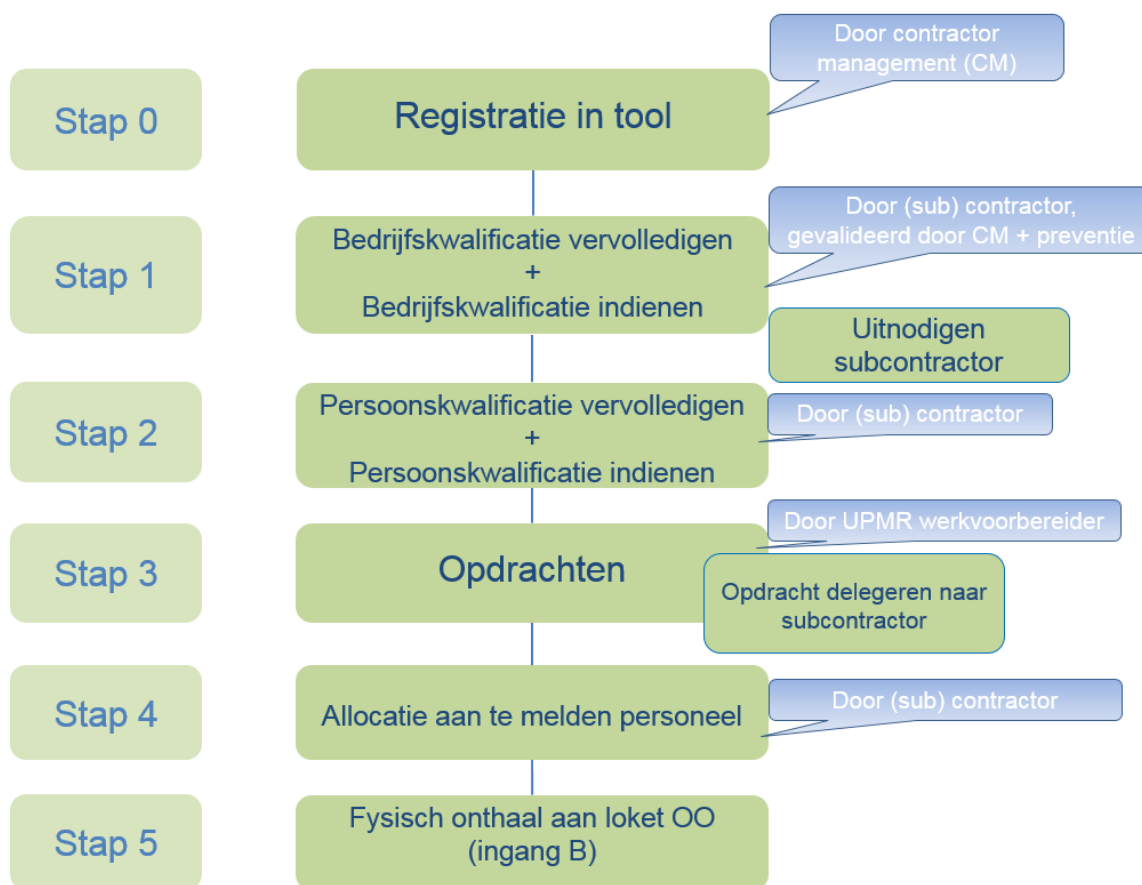 Door contractor
management (CM)
Stap 0
Registratie in tool
Door (sub) contractor,
gevalideerd door CM + preventie
Stap 1
Bedrijfskwalificatie vervolledigen
+
Bedrijfskwalificatie indienen
Uitnodigen
subcontractor
Stap 2
Persoonskwalificatie vervolledigen
+
Persoonskwalificatie indienen
Door (sub) contractor
Stap 3
Opdrachten
Door UPMR werkvoorbereider
Opdracht delegeren naar
subcontractor
Stap 4
Allocatie aan te melden personeel
Door (sub) contractor
Stap 5
Fysisch onthaal aan loket OO
(ingang B)